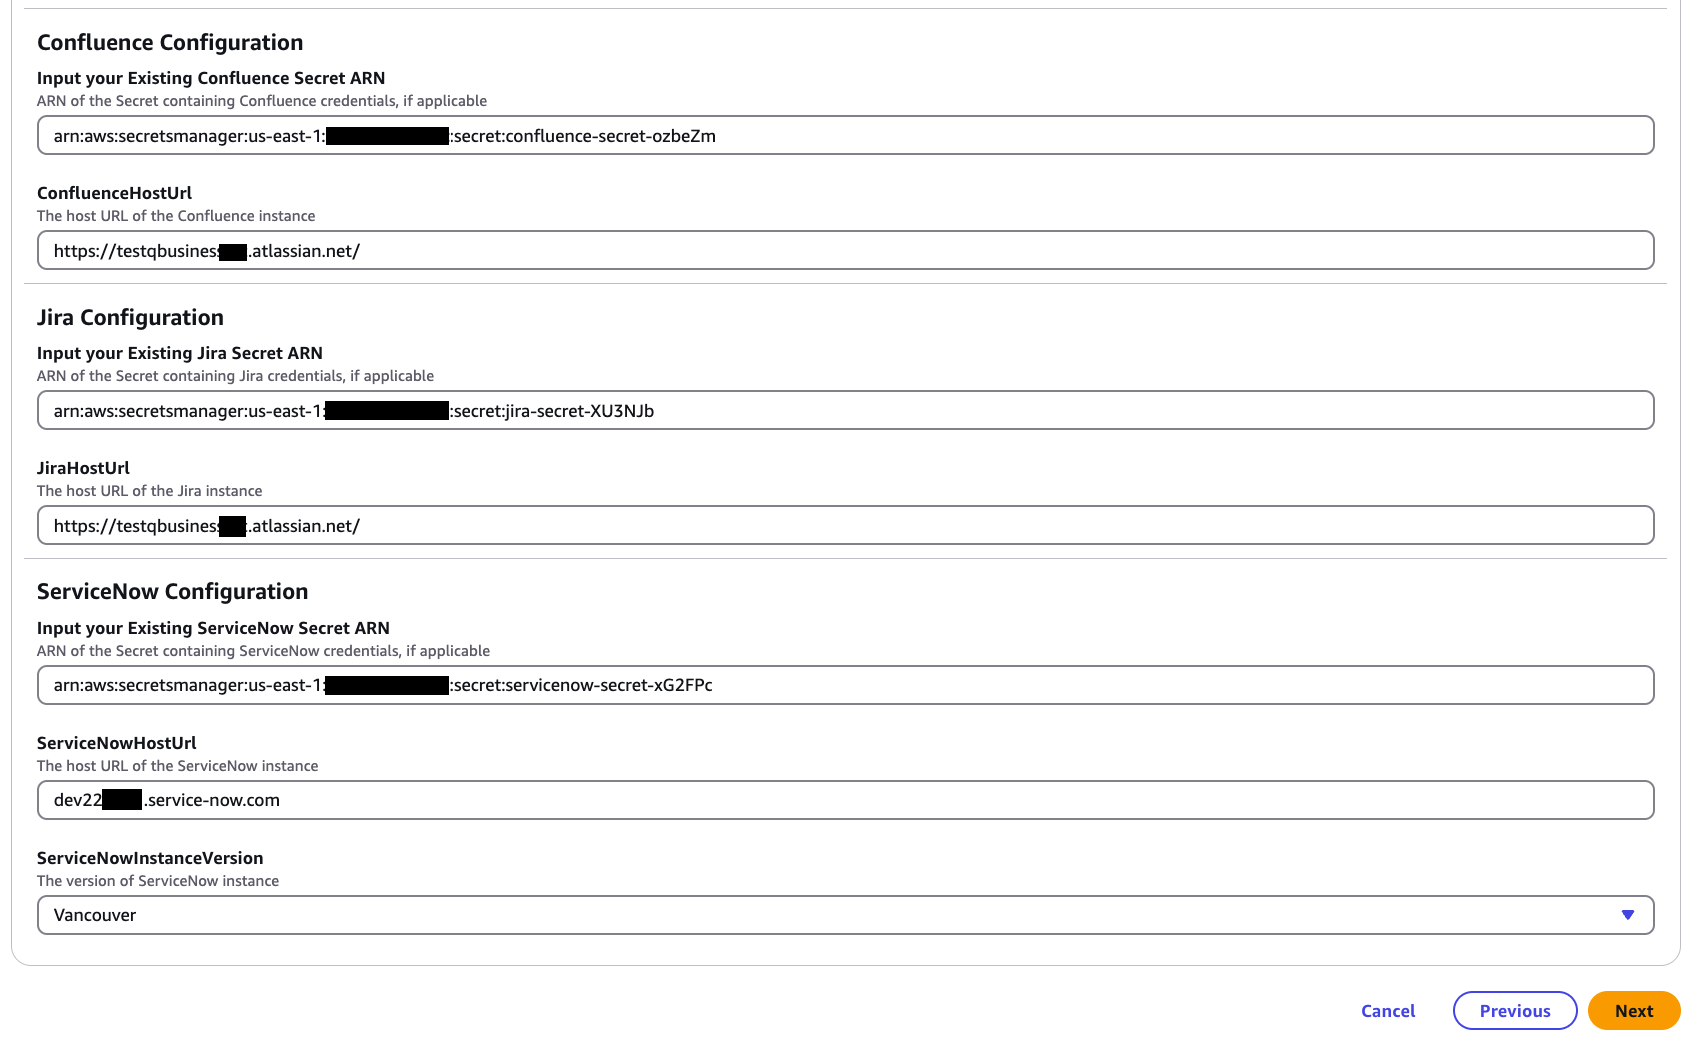 Confluence Configuration
Input your Existing Confluence Secret ARN
ARN of the Secret containing Confluence credentials, if applicable
arn:aws:secretsmanager:us-east-1: :secret:confluence-secret-ozbeZm
ConfluenceHostUrl
The host URL of the Confluence instance
https://testqbusines .atlassian.net/
Jira Configuration
Input your Existing Jira Secret ARN
ARN of the Secret containing Jira credentials, if applicable
arn:aws:secretsmanager:us-east-1: :secret:jira-secret-XU3NJb
JiraHostUrl
The host URL of the Jira instance
https://testqbusines .atlassian.net/
ServiceNow Configuration
Input your Existing ServiceNow Secret ARN
ARN of the Secret containing ServiceNow credentials, if applicable
arn:aws:secretsmanager:us-east-1: :secret:servicenow-secret-xG2FPc
ServiceNowHostUrl
The host URL of the ServiceNow instance
dev22 .service-now.com
ServiceNowInstanceVersion
The version of ServiceNow instance
Vancouver
Cancel Previous Next